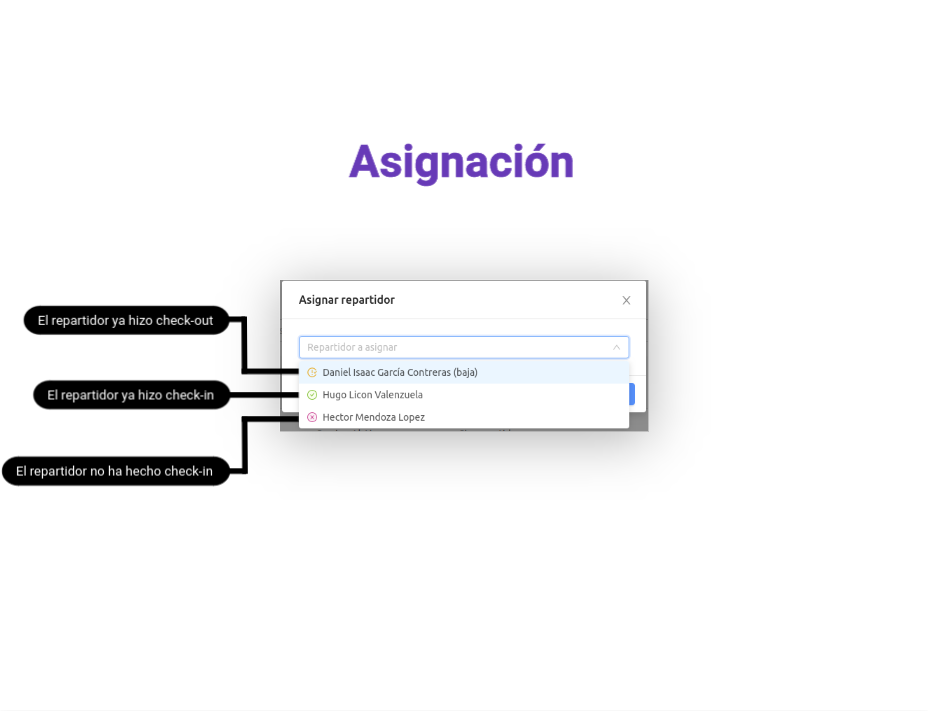 Asignación
Asignar repartidor
El repartidor ya hizo check-out
Repartidor a asignar
Daniel Isaac García Contreras (baja)
El repartidor ya hizo check-in
Hugo Licon Valenzuela
Hector Mendoza Lopez
El repartidor no ha hecho check-in